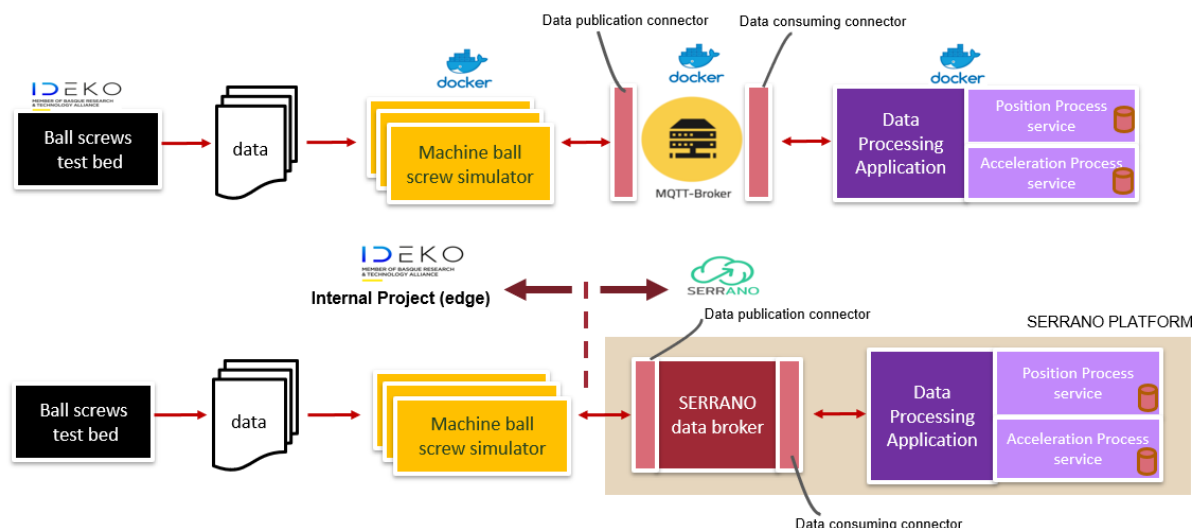 Data publication connector
Data consuming connector
IDEKO
MEMBER OF BASQUE RESEARCH
& TECHNOLOGY ALLIANCE
docker
docker
docker
Ball screws
test bed
data
Machine ball
screw simulator
MQTT-Broker
Data
Processing
Application
Position Process
service
Acceleration Process
service
IDEKO
MEMBER OF BASQUE RESEARCH
& TECHNOLOGY ALLIANCE
Internal Project (edge)
SERRANO
Data publication connector
SERRANO PLATFORM
Ball screws
test bed
data
Machine ball
screw simulator
SERRANO
data broker
Data
Processing
Application
Position Process
service
Acceleration Process
service
Data consuming connector